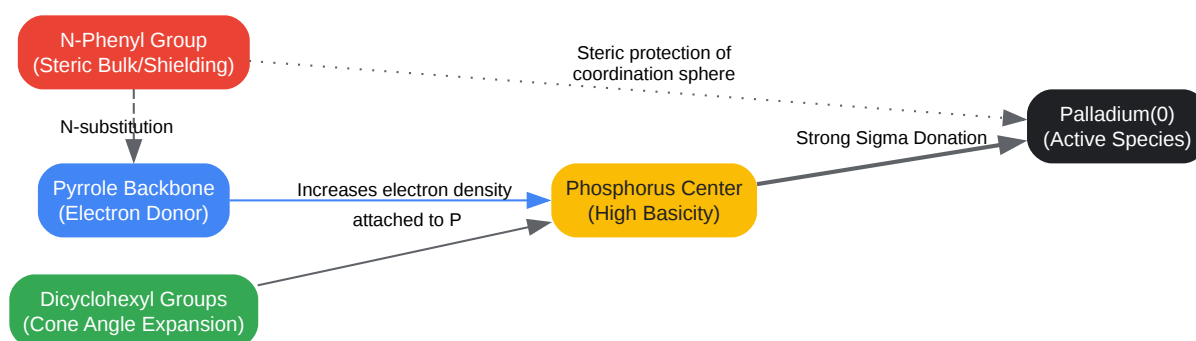 N-Phenyl Group
(Steric Bulk/Shielding)
Steric protection of
coordination sphere
Palladium(0)
(Active Species)
N-substitution
Strong Sigma Donation
Pyrrole Backbone
(Electron Donor)
Increases electron density
attached to P
Phosphorus Center
(High Basicity)
Dicyclohexyl Groups
(Cone Angle Expansion)